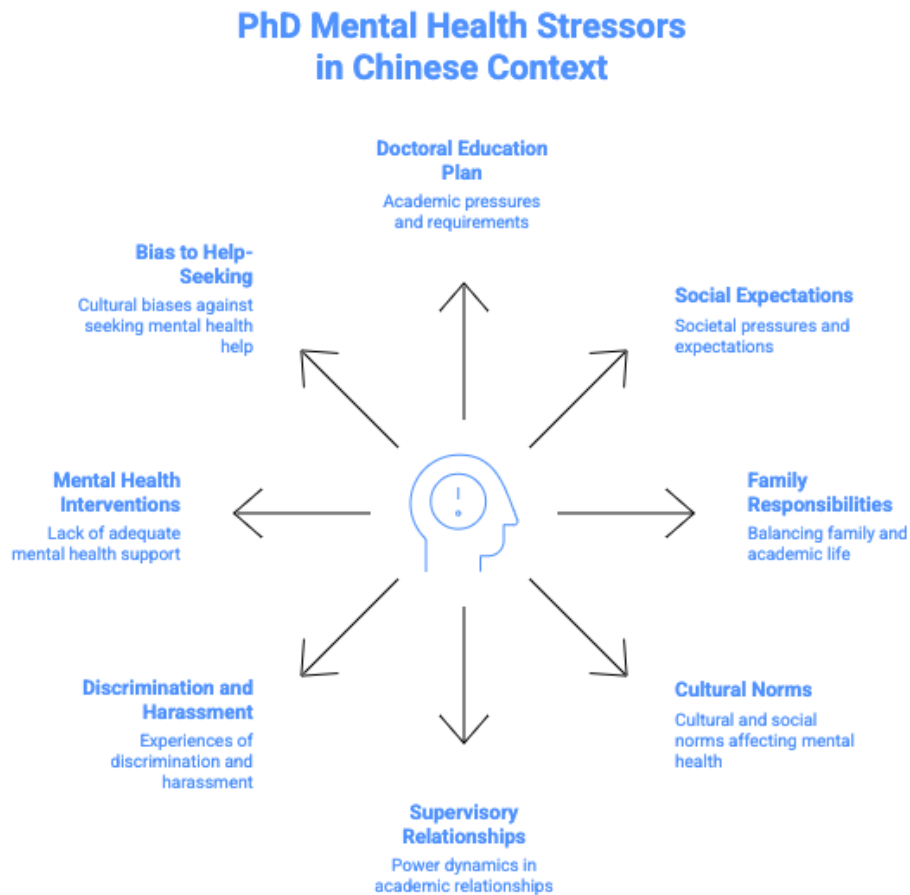 PhD Mental Health Stressors
in Chinese Context
Doctoral Education
Plan
Academic pressures
and requirements
Bias to Help-
Seeking
Cultural biases against
seeking mental health
help
Social Expectations
Societal pressures and
expectations
Mental Health
Interventions
Lack of adequate
mental health support
Family
Responsibilities
Balancing family and
academic life
Discrimination and
Harassment
Experiences of
discrimination and
harassment
Cultural Norms
Cultural and social
norms affecting mental
health
Supervisory
Relationships
Power dynamics in
academic relationships